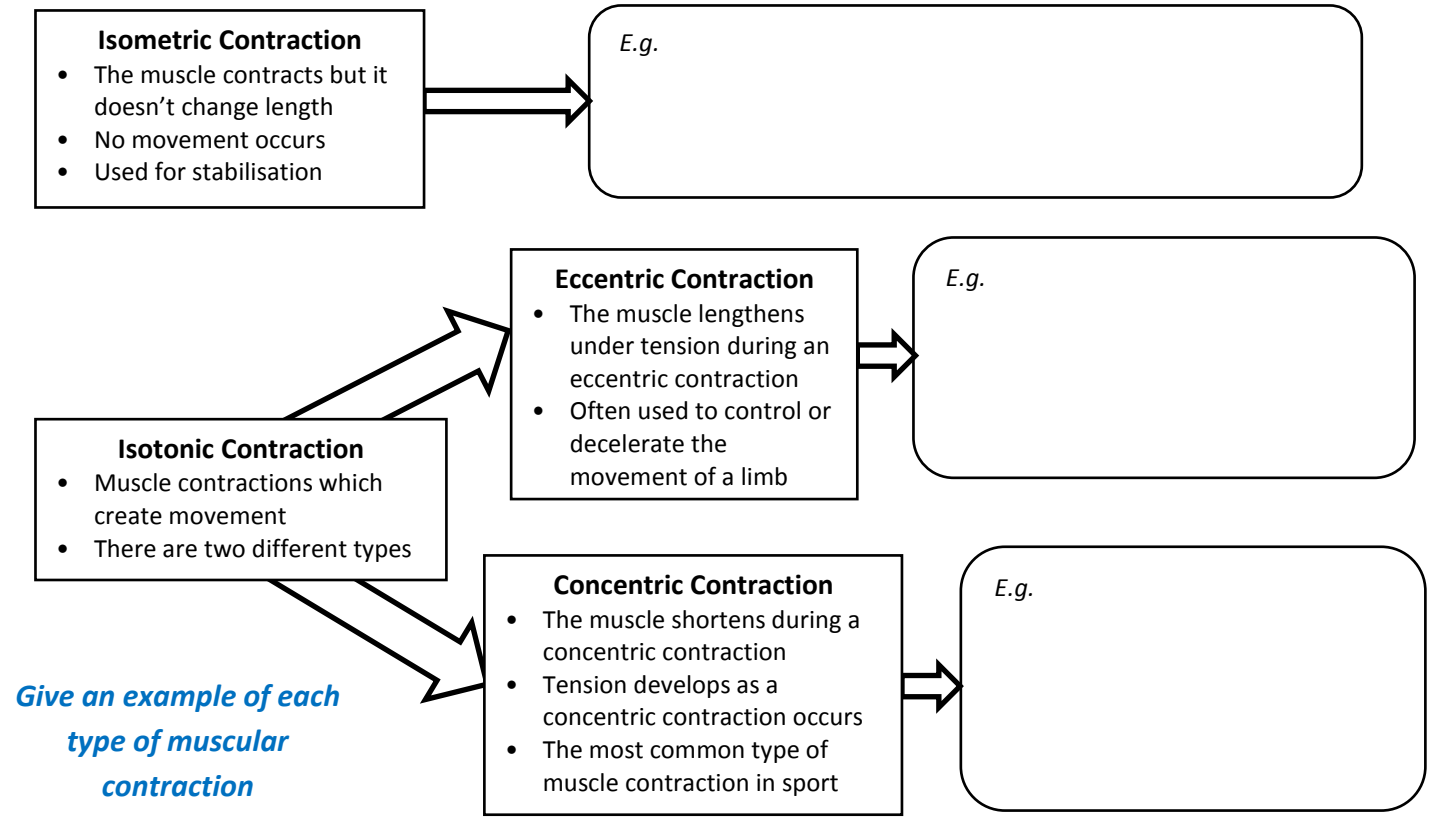 Isometric Contraction
• The muscle contracts but it
doesn’t change length
• No movement occurs
• Used for stabilisation
E.g.
Eccentric Contraction
• The muscle lengthens
under tension during an
eccentric contraction
• Often used to control or
decelerate the
movement of a limb
E.g.
Isotonic Contraction
• Muscle contractions which
create movement
• There are two different types
Concentric Contraction
• The muscle shortens during a
concentric contraction
• Tension develops as a
concentric contraction occurs
• The most common type of
muscle contraction in sport
E.g.
Give an example of each
type of muscular
contraction